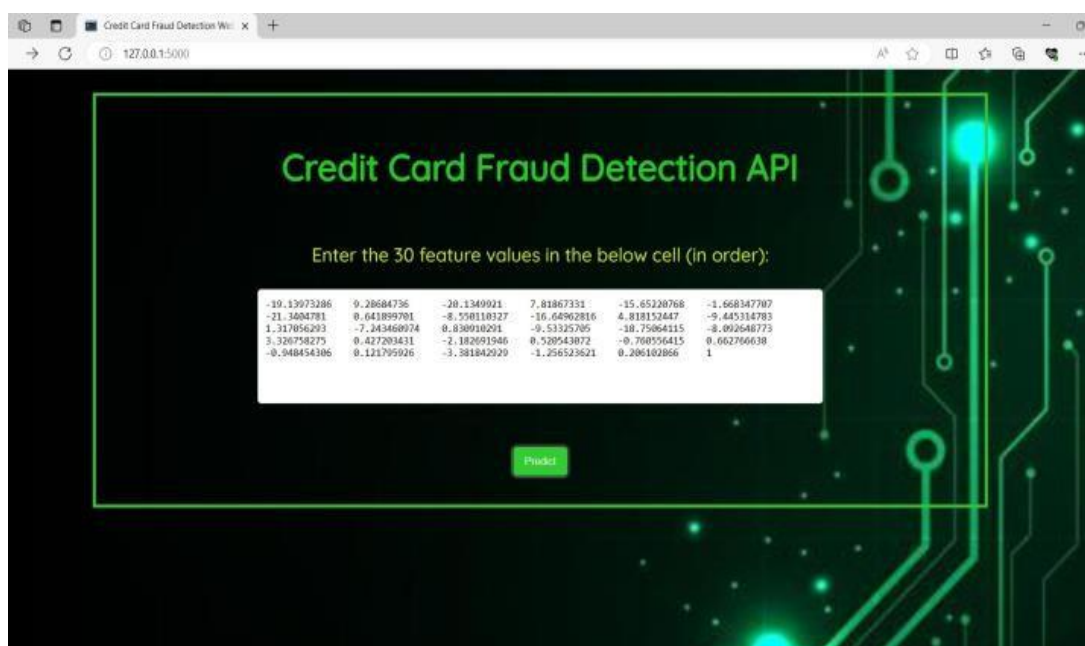 Credit Card Fraud Detection We
127.0.0.1:5000
Credit Card Fraud Detection API
Enter the 30 feature values in the below cell (in order):
-19.13973286 9.28684736 -20.1349921 7.81867331 -15.65220768 -1.668347707
-21.3404781 0.641899701 -8.550110327 -16.64962816 4.818152447 -9.445314783
1.317056293 -7.243460974 0.830910291 -9.53325705 -18.75064115 -8.092648773
3.326758275 0.427203431 -2.182691946 0.520543072 -0.760556415 0.662766638
-0.948454306 0.121795926 -3.381842929 -1.256523621 0.206102866 1
Predict